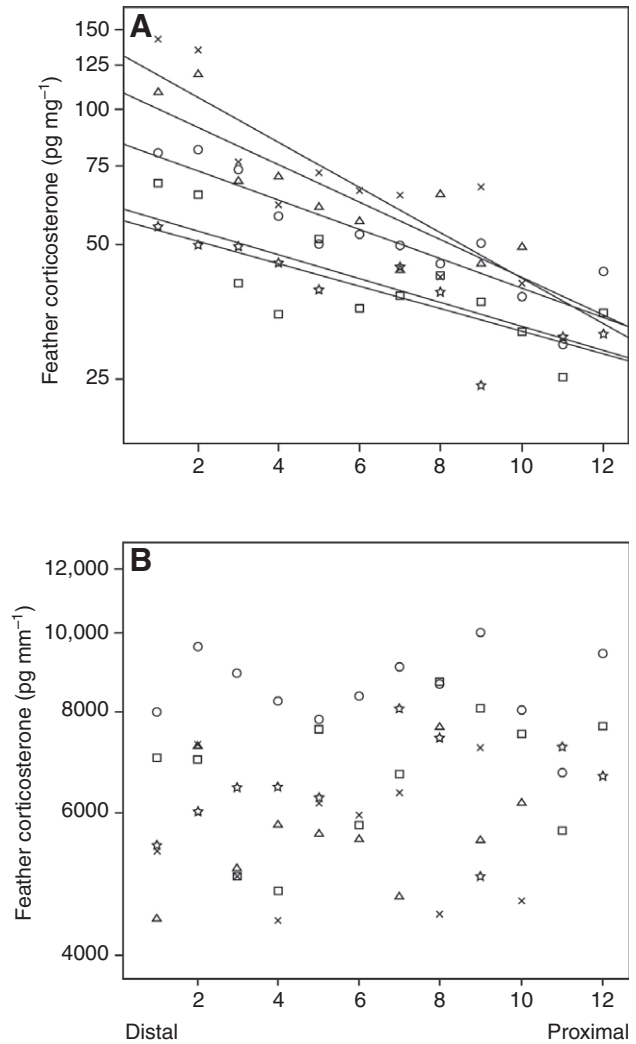 A
150
125
100
75
50
25
Feather corticosterone (pg mg⁻¹)
2 4 6 8 10 12
B
12,000
10,000
8000
6000
4000
Feather corticosterone (pg mm⁻¹)
2 4 6 8 10 12
Distal Proximal